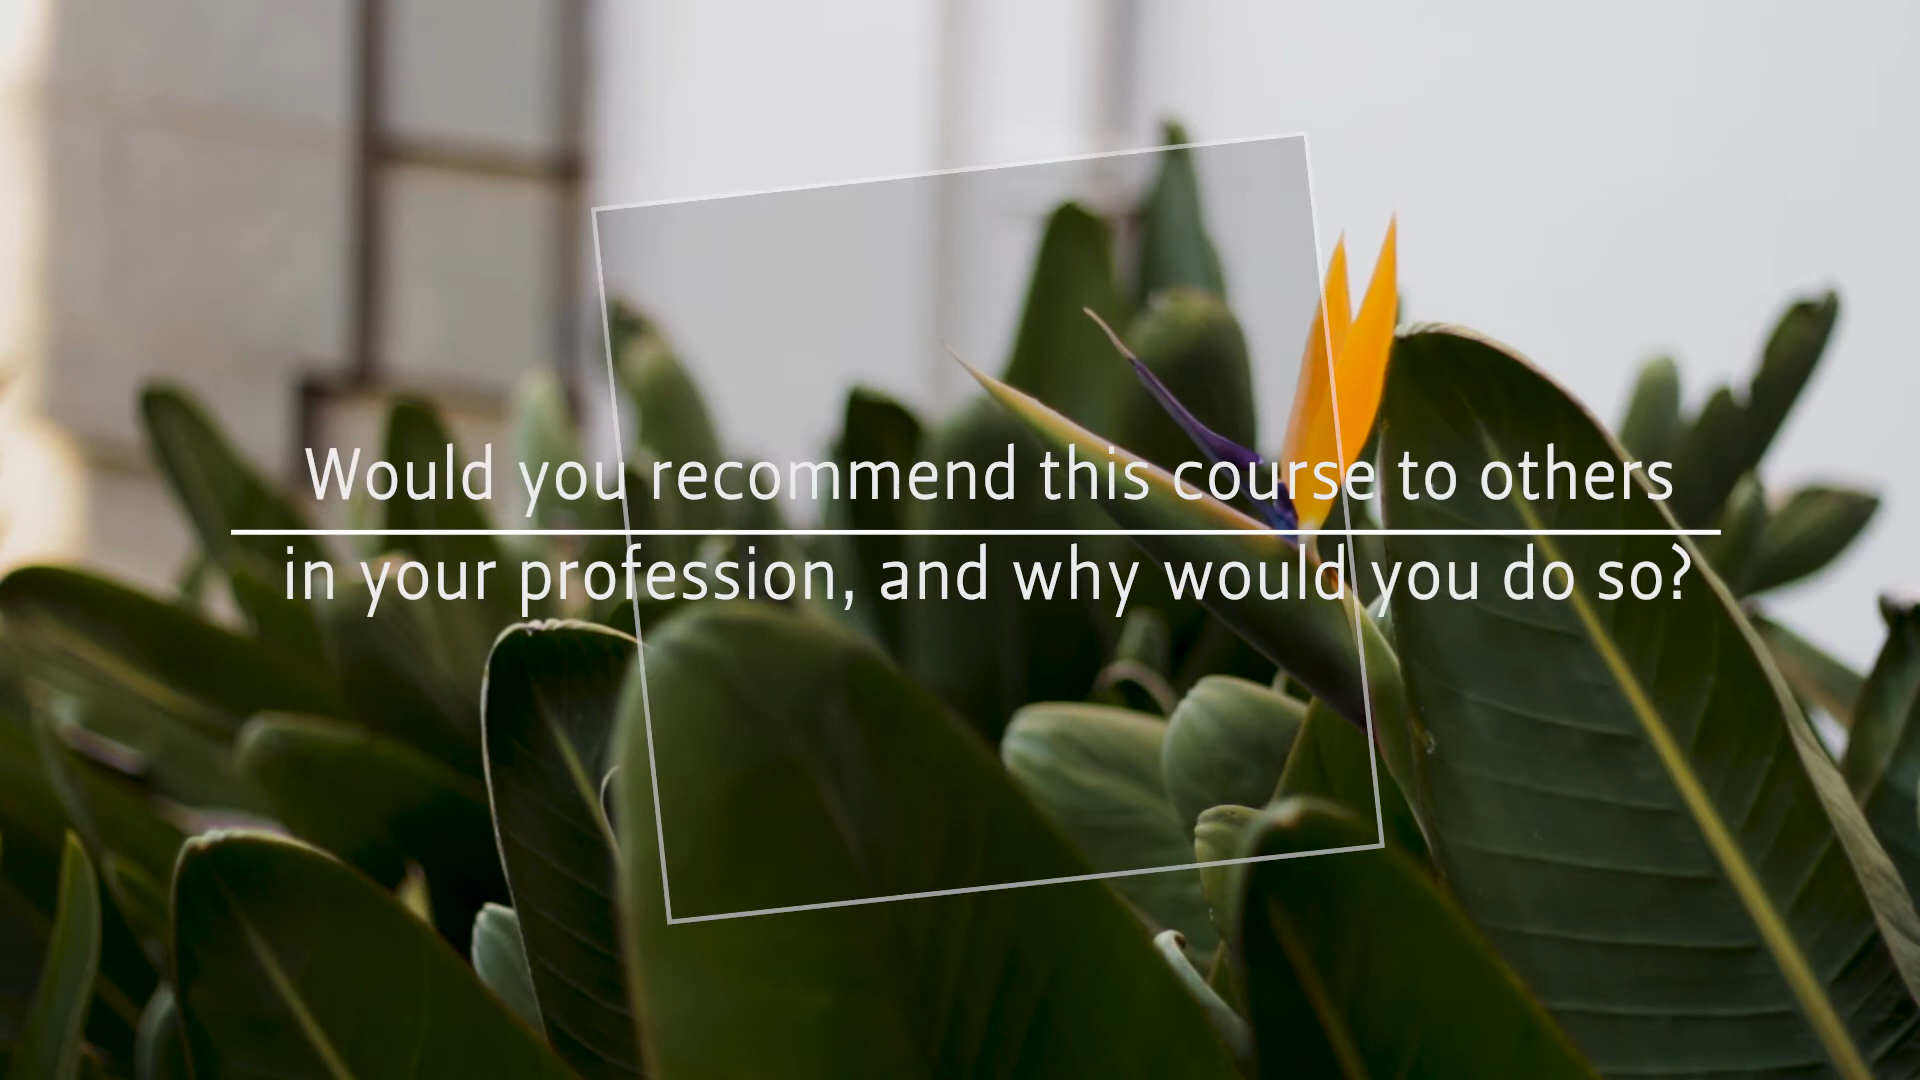 Would you recommend this course to others
in your profession, and why would you do so?